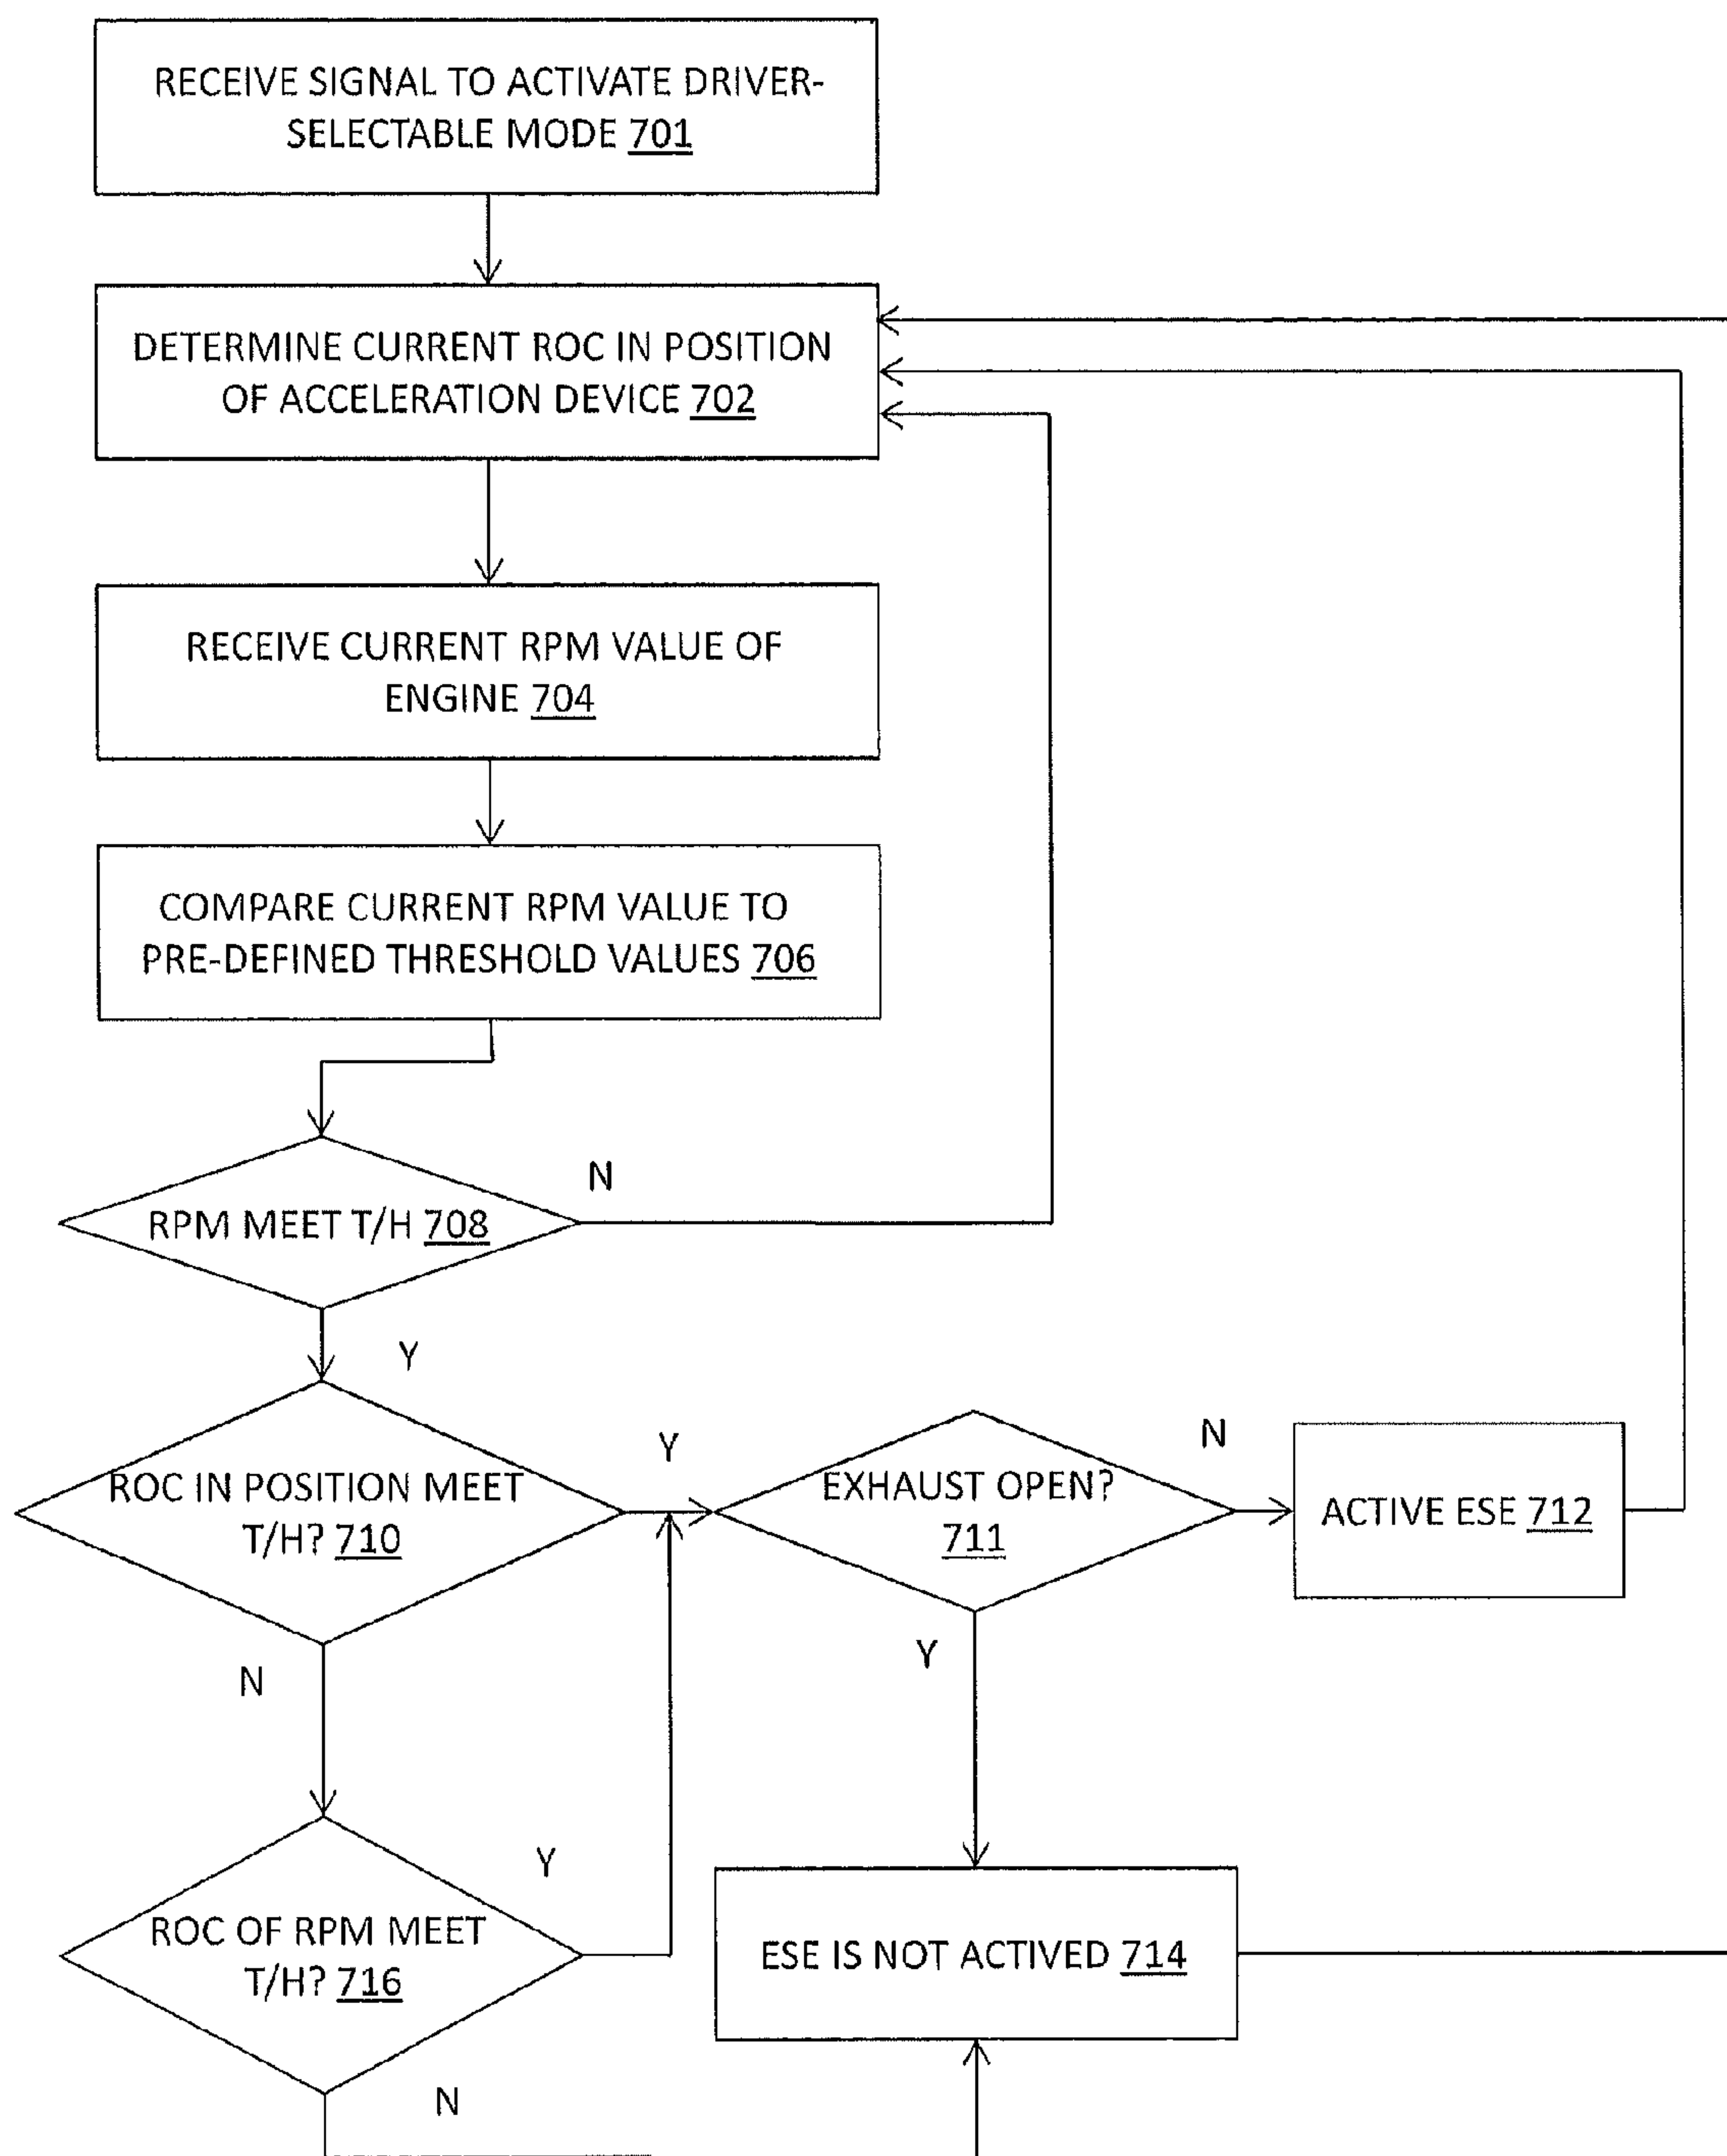 RECEIVE SIGNAL TO ACTIVATE DRIVER-
SELECTABLE MODE 701
DETERMINE CURRENT ROC IN POSITION
OF ACCELERATION DEVICE 702
RECEIVE CURRENT RPM VALUE OF
ENGINE 704
COMPARE CURRENT RPM VALUE TO
PRE-DEFINED THRESHOLD VALUES 706
N
RPM MEET T/H 708
Y
Y
N
ROC IN POSITION MEET
T/H? 710
EXHAUST OPEN?
711
ACTIVE ESE 712
N
Y
Y
ROC OF RPM MEET
T/H? 716
ESE IS NOT ACTIVED 714
N